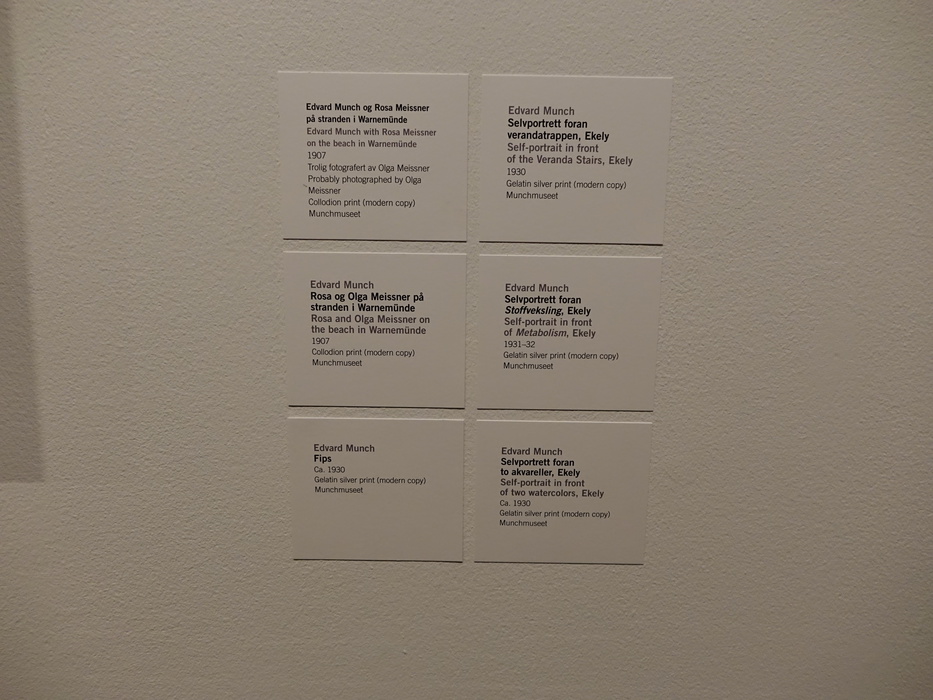 Edvard Munch og Rosa Meissner
på stranden i Warnemünde
Edvard Munch with Rosa Meissner
on the beach in Warnemünde
1907
Trolig fotografert av Olga Meissner
Probably photographed by Olga
Meissner
Collodion print (modern copy)
Munchmuseet
Edvard Munch
Selvportrett foran
verandatrappen, Ekely
Self-portrait in front
of the Veranda Stairs, Ekely
1930
Gelatin silver print (modern copy)
Munchmuseet
Edvard Munch
Rosa og Olga Meissner på
stranden i Warnemünde
Rosa and Olga Meissner on
the beach in Warnemünde
1907
Collodion print (modern copy)
Munchmuseet
Edvard Munch
Selvportrett foran
Stoffveksling, Ekely
Self-portrait in front
of Metabolism, Ekely
1931–32
Gelatin silver print (modern copy)
Munchmuseet
Edvard Munch
Fips
Ca. 1930
Gelatin silver print (modern copy)
Munchmuseet
Edvard Munch
Selvportrett foran
to akvareller, Ekely
Self-portrait in front
of two watercolors, Ekely
Ca. 1930
Gelatin silver print (modern copy)
Munchmuseet